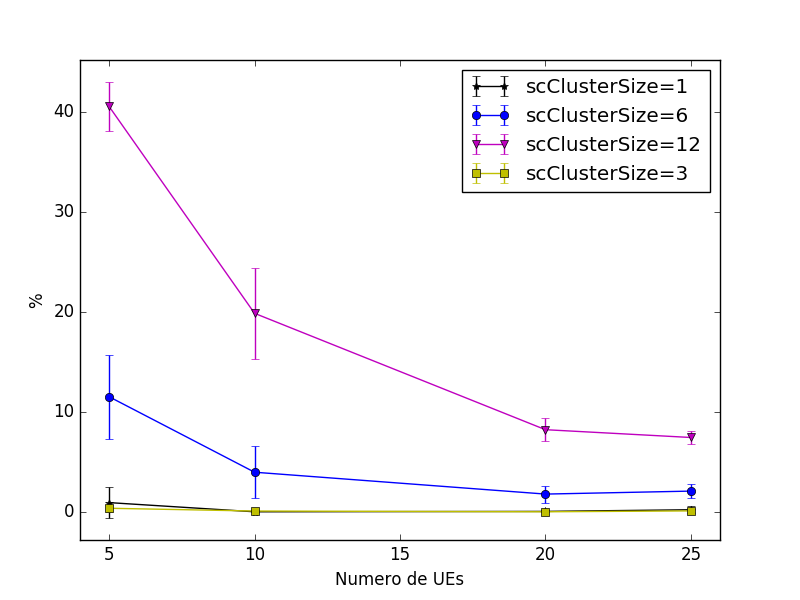 scClusterSize=1
scClusterSize=6
scClusterSize=12
scClusterSize=3
40
30
20
10
0
%
5 10 15 20 25
Numero de UEs